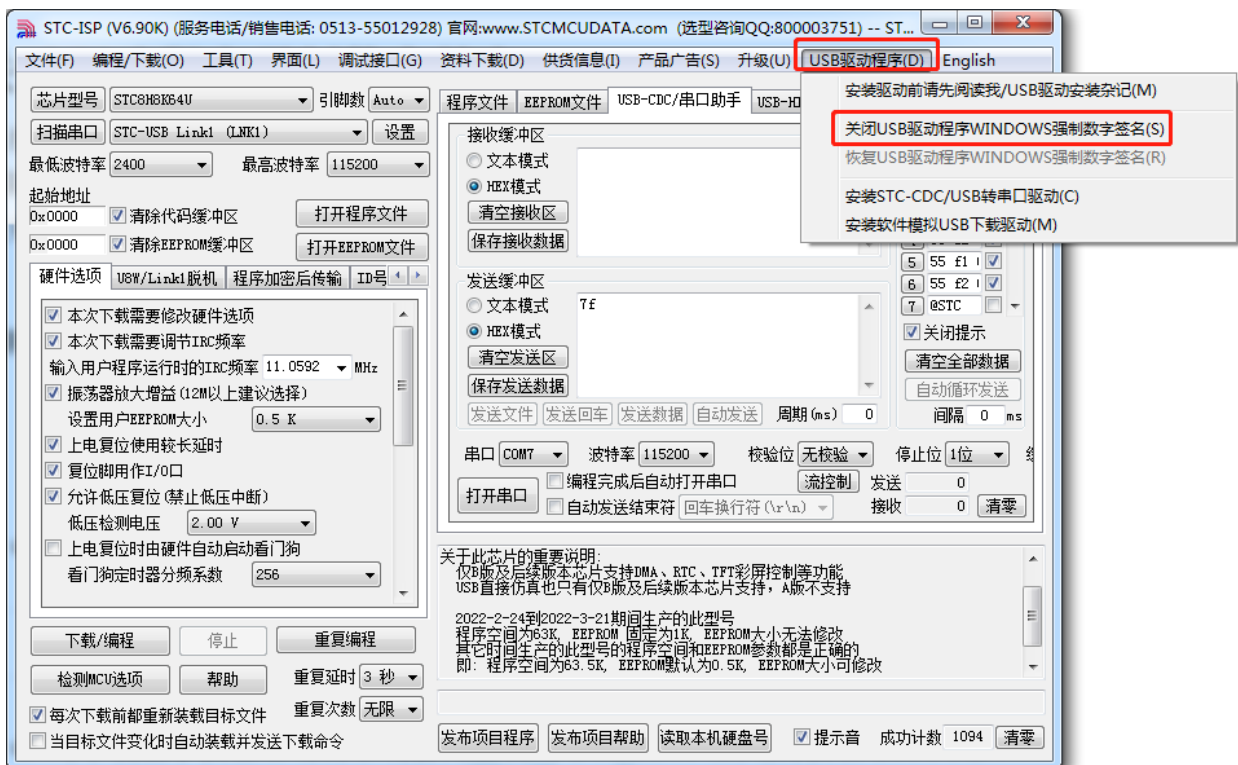 STC-ISP (V6.90K) (服务电话/销售电话: 0513-55012928) 官网:www.STCMCUDATA.com (选型咨询QQ:800003751) -- ST...
文件(F) 编程/下载(O) 工具(T) 界面(L) 调试接口(G) 资料下载(D) 供货信息(I) 产品广告(S) 升级(U) USB驱动程序(D) English
安装驱动前请先阅读我/USB驱动安装杂记(M)
关闭USB驱动程序WINDOWS强制数字签名(S)
恢复USB驱动程序WINDOWS强制数字签名(R)
安装STC-CDC/USB转串口驱动(C)
安装软件模拟USB下载驱动(M)
芯片型号 STC8H8K64U 引脚数 Auto
扫描串口 STC-USB Link1 (LNK1) 设置
最低波特率 2400 最高波特率 115200
起始地址
0x0000 清除代码缓冲区 打开程序文件
0x0000 清除EEPROM缓冲区 打开EEPROM文件
硬件选项 U8W/Link1脱机 程序加密后传输 ID号
本次下载需要修改硬件选项
本次下载需要调节IRC频率
输入用户程序运行时的IRC频率 11.0592 MHz
振荡器放大增益(12M以上建议选择)
设置用户EEPROM大小 0.5 K
上电复位使用较长延时
复位脚用作I/O口
允许低压复位(禁止低压中断)
低压检测电压 2.00 V
上电复位时由硬件自动启动看门狗
看门狗定时器分频系数 256
下载/编程 停止 重复编程
检测MCU选项 帮助 重复延时 3 秒
每次下载前都重新装载目标文件 重复次数 无限
当目标文件变化时自动装载并发送下载命令
程序文件 EEPROM文件 USB-CDC/串口助手
接收缓冲区
文本模式
HEX模式
清空接收区
保存接收数据
发送缓冲区
文本模式 7f
HEX模式
清空发送区
保存发送数据
5 55 f1
6 55 f2
7 @STC
关闭提示
清空全部数据
自动循环发送
发送文件 发送回车 发送数据 自动发送 周期(ms) 0 间隔 0 ms
串口 COM7 波特率 115200 校验位 无校验 停止位 1位
打开串口 编程完成后自动打开串口 流控制 发送 0
自动发送结束符 回车换行符(\r\n) 接收 0 清零
关于此芯片的重要说明:
仅B版及后续版本芯片支持DMA、RTC、TFT彩屏控制等功能
USB直接仿真也只有仅B版及后续版本芯片支持，A版不支持
2022-2-24到2022-3-21期间生产的此型号
程序空间为63K, EEPROM 固定为1K, EEPROM大小无法修改
其它时间生产的此型号的程序空间和EEPROM参数都是正确的
即: 程序空间为63.5K, EEPROM默认为0.5K, EEPROM大小可修改
发布项目程序 发布项目帮助 读取本机硬盘号 提示音 成功计数 1094 清零